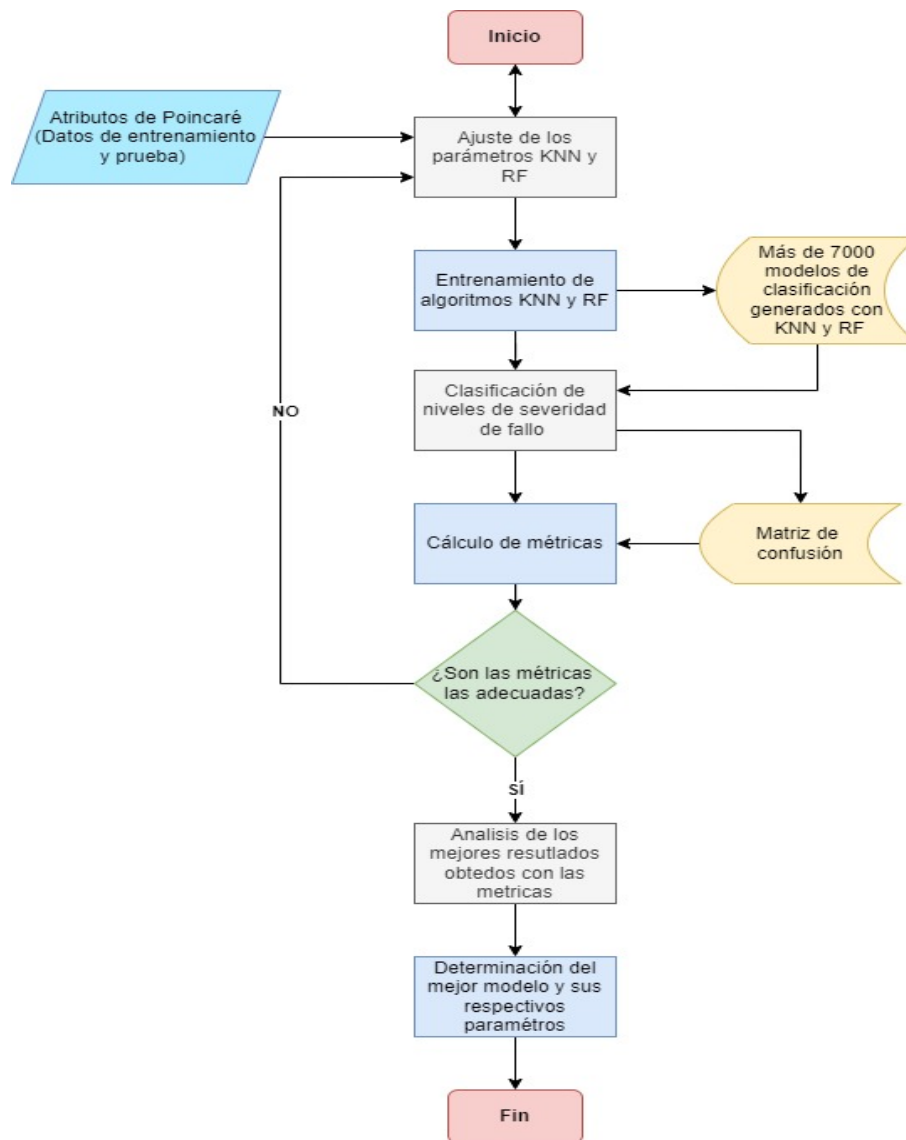 Inicio
Atributos de Poincaré
(Datos de entrenamiento
y prueba)
Ajuste de los
parámetros KNN y
RF
Entrenamiento de
algoritmos KNN y RF
Más de 7000
modelos de
clasificación
generados con
KNN y RF
Clasificación de
niveles de severidad
de fallo
NO
Cálculo de métricas
Matriz de
confusión
¿Son las métricas
las adecuadas?
SÍ
Analisis de los
mejores resutlados
obtedos con las
metricas
Determinación del
mejor modelo y sus
respectivos
paramétros
Fin